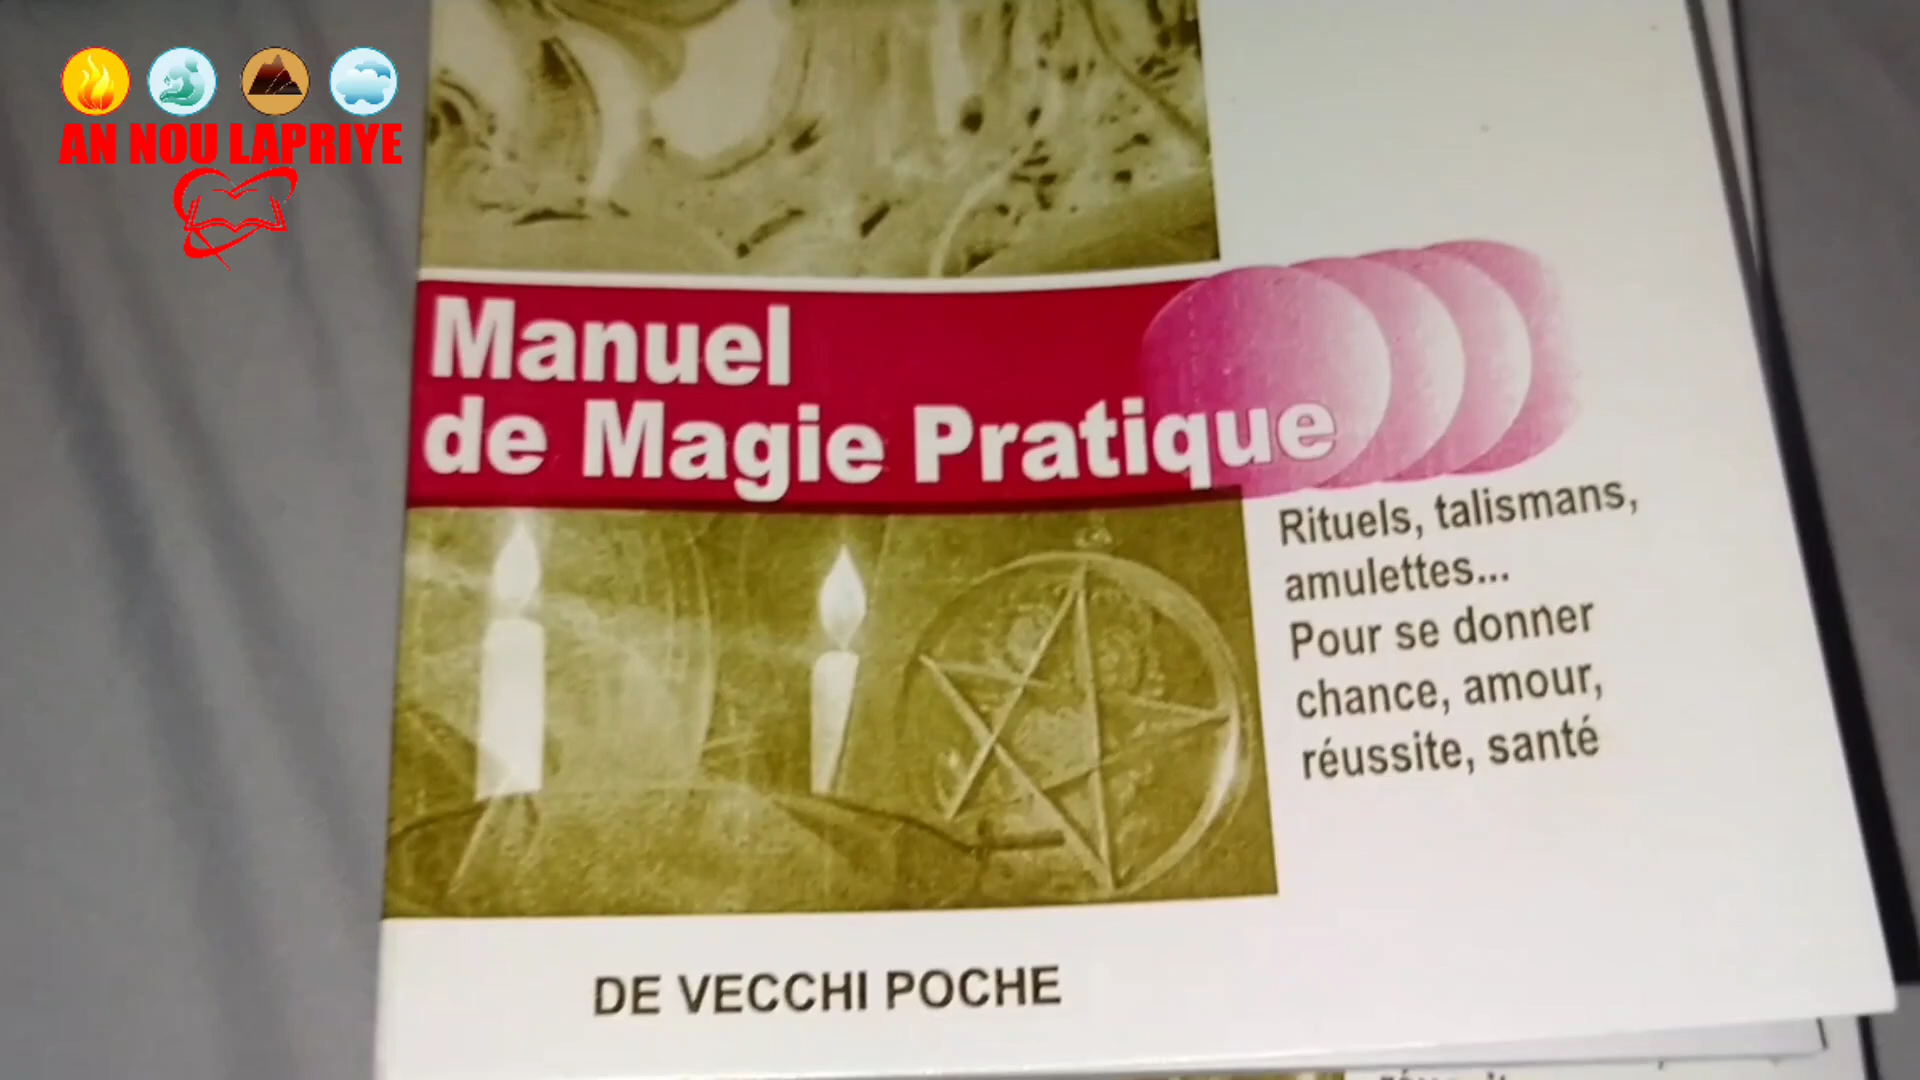 AN NOU LAPRIYE
Manuel
de Magie Pratique
Rituels, talismans,
amulettes...
Pour se donner
chance, amour,
réussite, santé
DE VECCHI POCHE